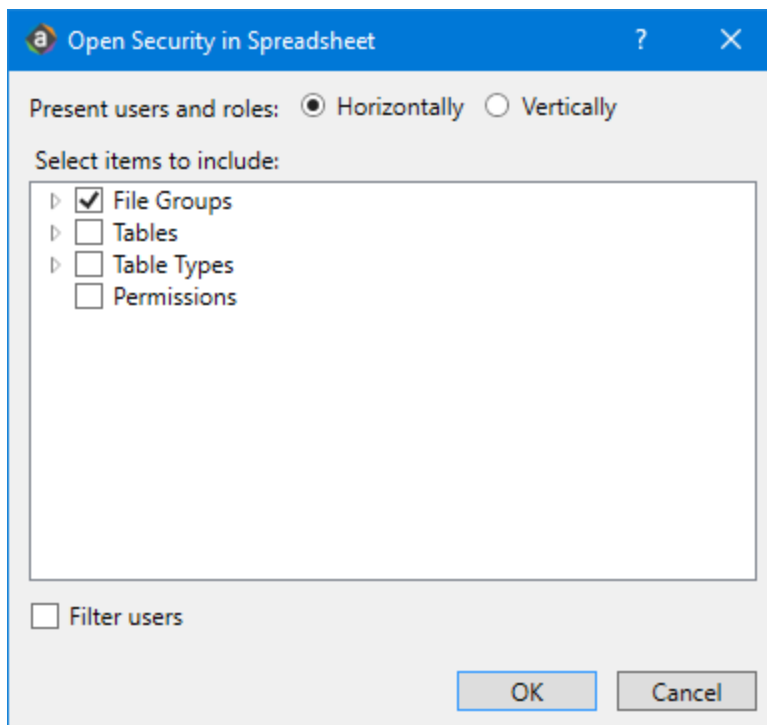 Open Security in Spreadsheet ?
Present users and roles: Horizontally Vertically
Select items to include:
File Groups
Tables
Table Types
Permissions
Filter users
OK Cancel